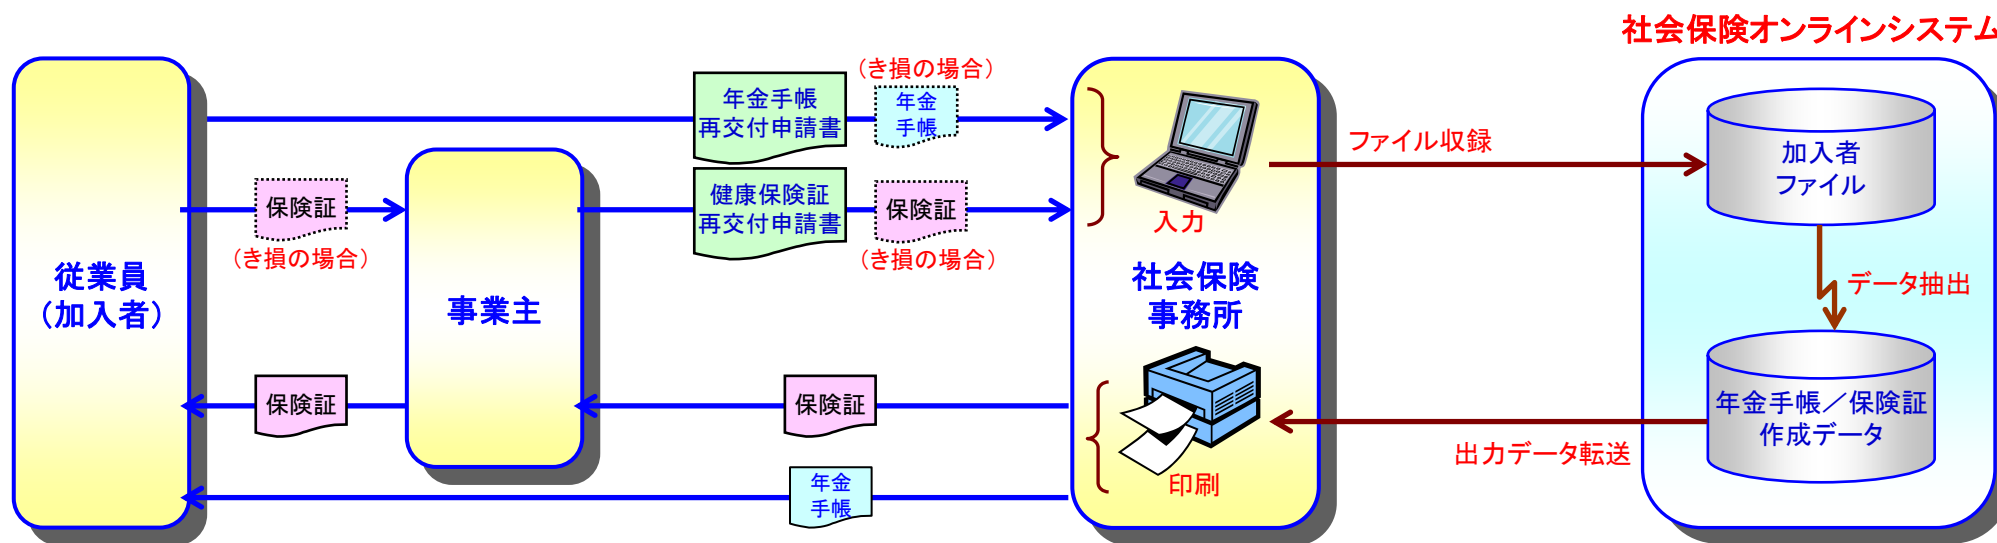 社会保険オンラインシステム
(き損の場合)
年金手帳
再交付申請書
年金
手帳
ファイル収録
加入者
ファイル
保険証
(き損の場合)
健康保険証
再交付申請書
保険証
(き損の場合)
入力
従業員
(加入者)
事業主
社会保険
事務所
データ抽出
保険証
保険証
年金手帳/保険証
作成データ
出力データ転送
印刷
年金
手帳